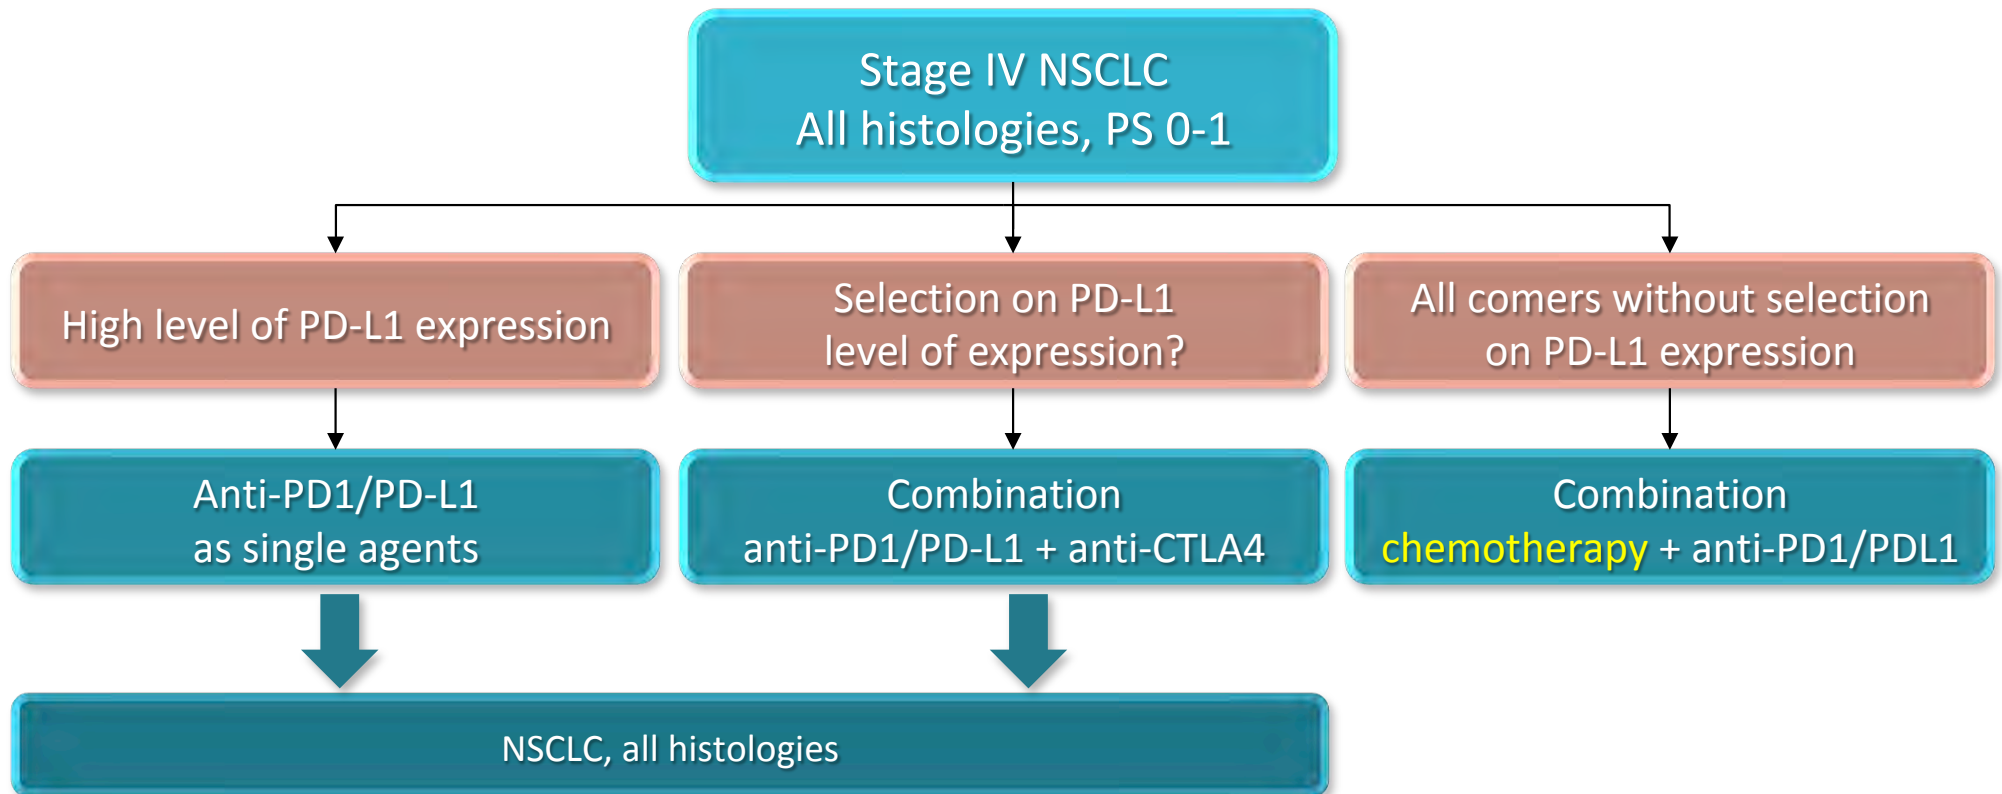 Stage IV NSCLC
All histologies, PS 0-1
High level of PD-L1 expression
Selection on PD-L1
level of expression?
All comers without selection
on PD-L1 expression
Anti-PD1/PD-L1
as single agents
Combination
anti-PD1/PD-L1 + anti-CTLA4
Combination
chemotherapy + anti-PD1/PDL1
NSCLC, all histologies